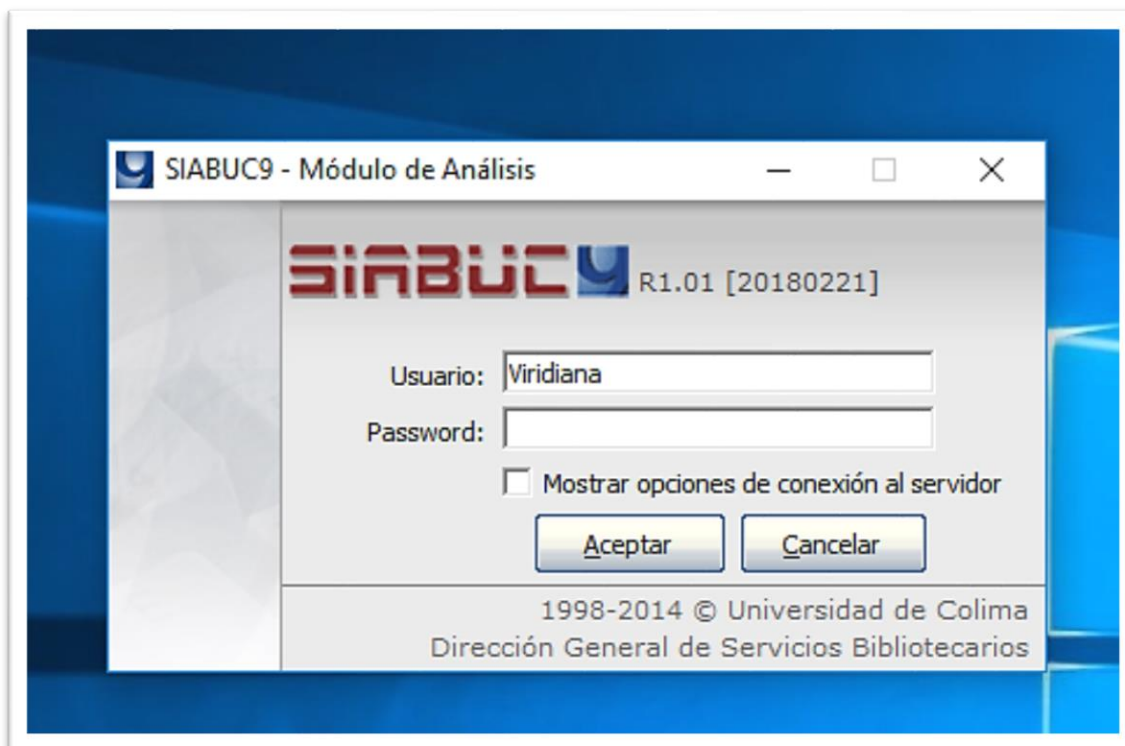 SIABUC9 - Módulo de Análisis
SIABUC9 R1.01 [20180221]
Usuario: Viridiana
Password:
Mostrar opciones de conexión al servidor
Aceptar Cancelar
1998-2014 © Universidad de Colima
Dirección General de Servicios Bibliotecarios